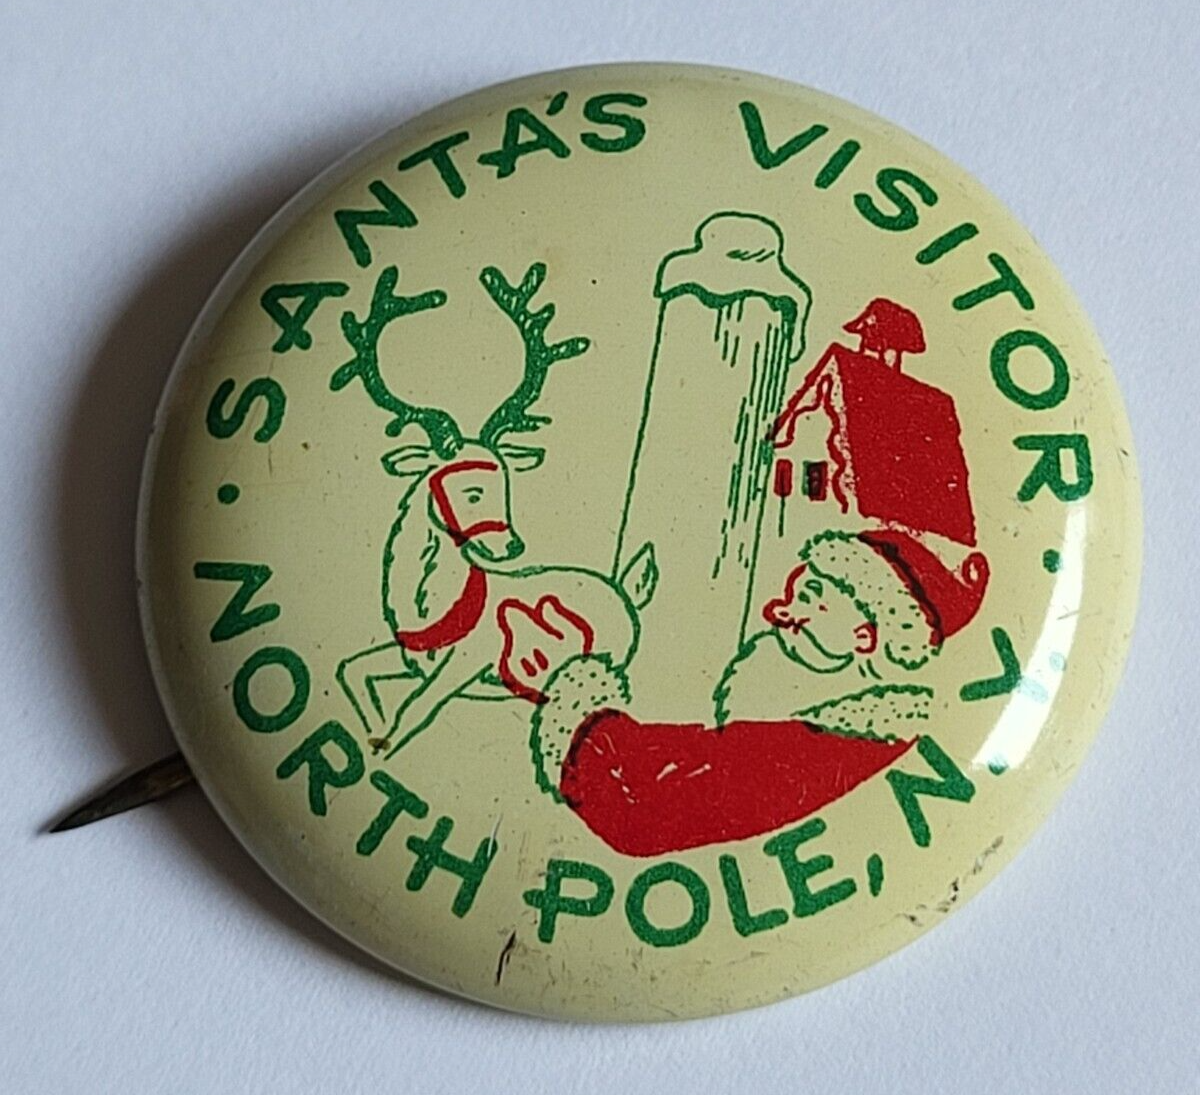 · SANTA'S VISITOR ·
NORTH POLE, N.Y.